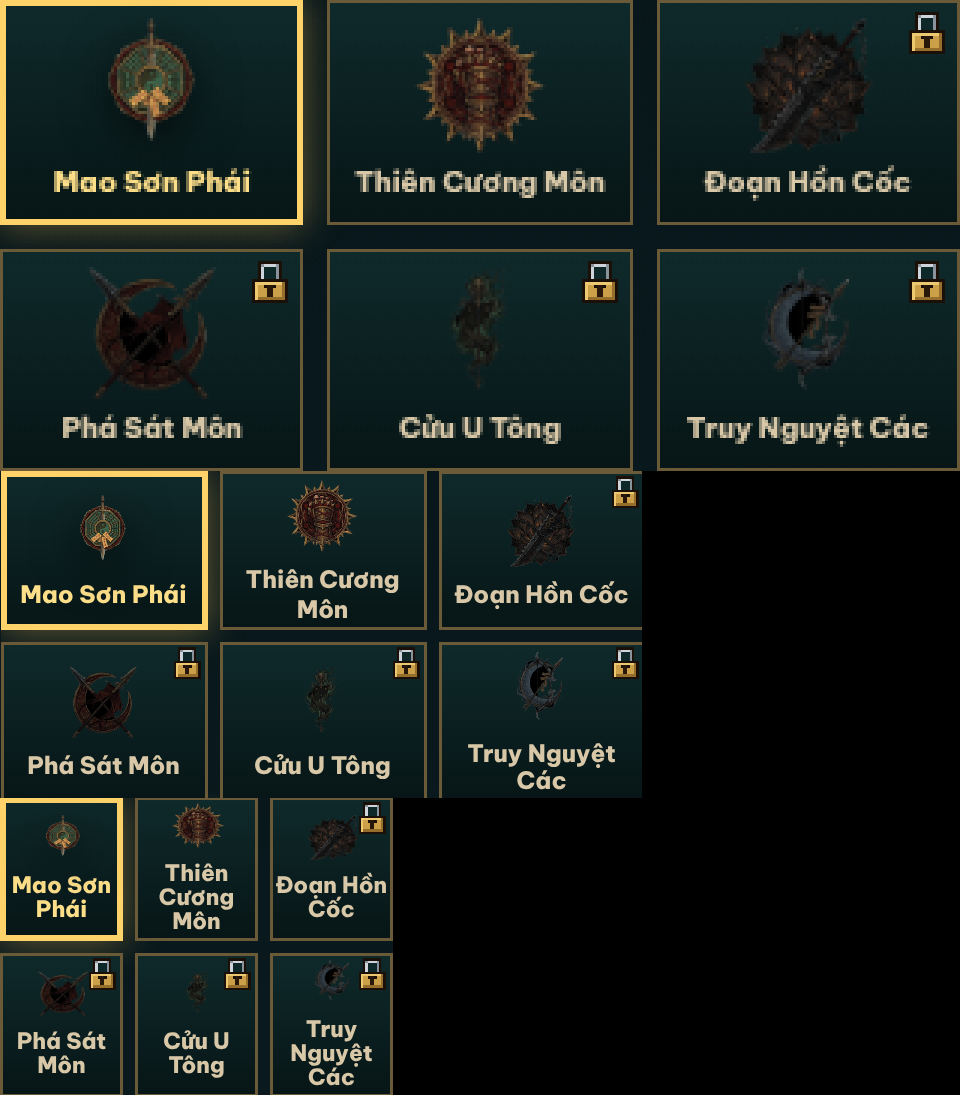 Mao Sơn Phái
Thiên Cương Môn
Đoạn Hồn Cốc
Phá Sát Môn
Cửu U Tông
Truy Nguyệt Các
Mao Sơn Phái
Thiên Cương
Môn
Đoạn Hồn Cốc
Phá Sát Môn
Cửu U Tông
Truy Nguyệt
Các
Mao Sơn
Phái
Thiên
Cương
Môn
Đoạn Hồn
Cốc
Phá Sát
Môn
Cửu U
Tông
Truy
Nguyệt
Các